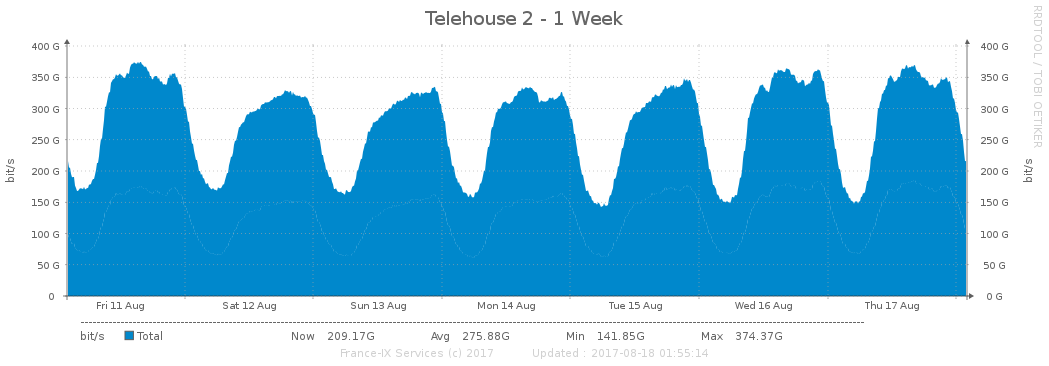 Telehouse 2 - 1 Week
RRDTOOL / TOBI OETIKER
400 G 400 G
350 G 350 G
300 G 300 G
250 G 250 G
200 G 200 G
150 G 150 G
100 G 100 G
50 G 50 G
0 0 G
bit/s
bit/s
Fri 11 Aug Sat 12 Aug Sun 13 Aug Mon 14 Aug Tue 15 Aug Wed 16 Aug Thu 17 Aug
bit/s Total Now 209.17G Avg 275.88G Min 141.85G Max 374.37G
France-IX Services (c) 2017 Updated : 2017-08-18 01:55:14